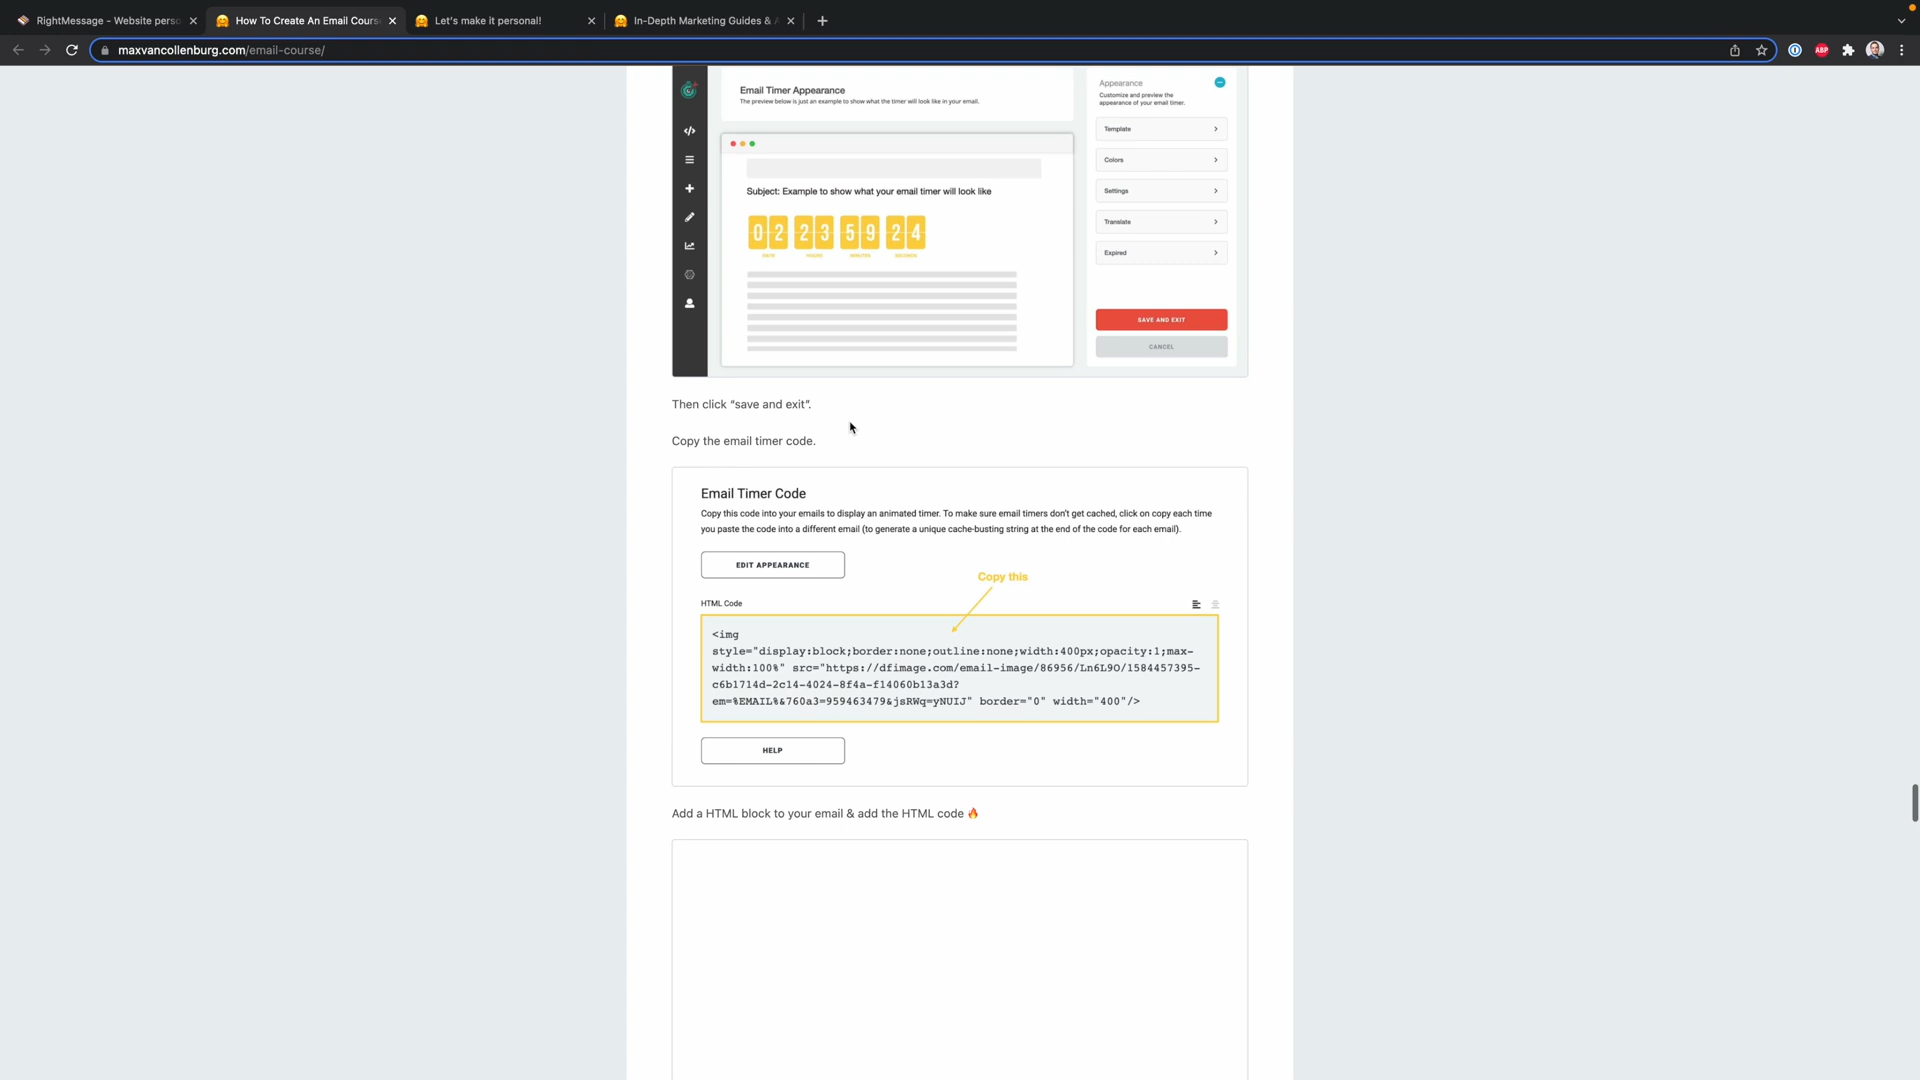 RightMessage - Website perso
How To Create An Email Cours
Let's make it personal!
In-Depth Marketing Guides & A
maxvancollenburg.com/email-course/
ABP
Email Timer Appearance
The preview below is just an example to show what the timer will look like in your email.
Appearance
Customize and preview the
appearance of your email timer.
Template
Colors
Settings
Translate
Expired
SAVE AND EXIT
CANCEL
Subject: Example to show what your email timer will look like
02 23 59 24
DAYS HOURS MINUTES SECONDS
Then click “save and exit”.
Copy the email timer code.
Email Timer Code
Copy this code into your emails to display an animated timer. To make sure email timers don't get cached, click on copy each time
you paste the code into a different email (to generate a unique cache-busting string at the end of the code for each email).
EDIT APPEARANCE
Copy this
HTML Code
<img
style="display:block;border:none;outline:none;width:400px;opacity:1;max-
width:100%" src="https://dfimage.com/email-image/86956/Ln6L9O/1584457395-
c6b1714d-2c14-4024-8f4a-f14060b13a3d?
em=%EMAIL%&760a3=959463479&jsRWq=yNUIJ" border="0" width="400"/>
HELP
Add a HTML block to your email & add the HTML code 🔥